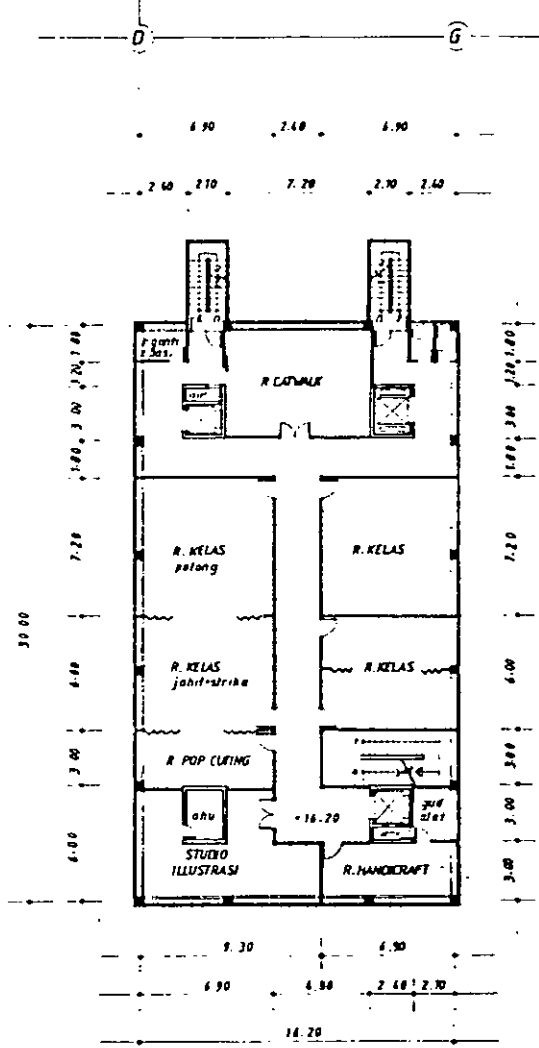 D G
6.90 2.40 6.90
2.40 2.70 7.20 2.70 2.40
R.CATWALK
R. KELAS
potong
R. KELAS
R. KELAS
jahit+strika
R.KELAS
R. POP CUTING
ahu
+16.20
gud
alat
STUDIO
ILLUSTRASI
R.HANDICRAFT
1.80
1.20
3.00
1.80
7.20
6.00
3.00
6.00
30.00
1.80
1.20
3.00
1.80
7.20
6.00
3.00
3.00
3.00
9.30 6.90
6.90 4.80 2.40 2.70
16.20